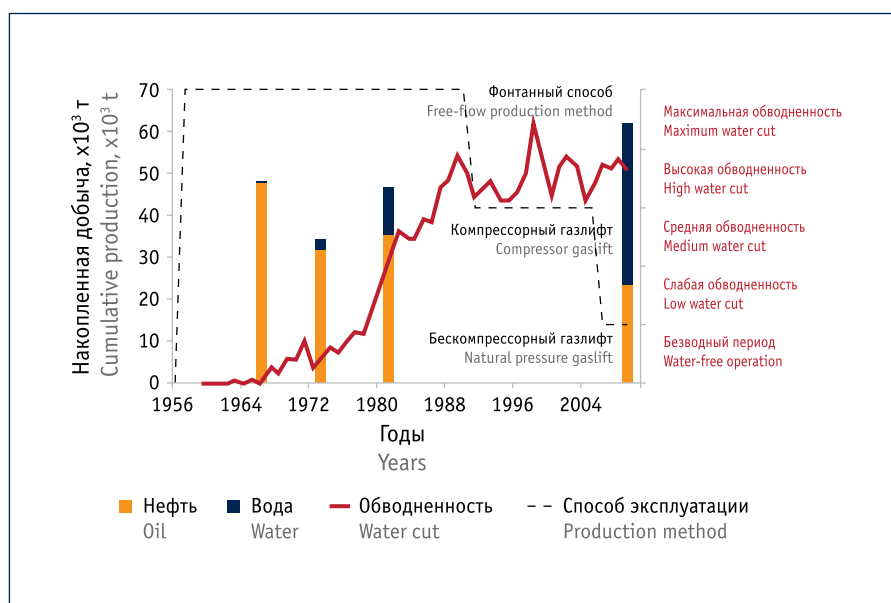 Накопленная добыча, x10³ т
Cumulative production, x10³ t
70
60
50
40
30
20
10
0
1956
1964
1972
1980
1988
1996
2004
Годы
Years
Фонтанный способ
Free-flow production method
Компрессорный газлифт
Compressor gaslift
Бескомпрессорный газлифт
Natural pressure gaslift
Максимальная обводненность
Maximum water cut
Высокая обводненность
High water cut
Средняя обводненность
Medium water cut
Слабая обводненность
Low water cut
Безводный период
Water-free operation
Нефть
Oil
Вода
Water
Обводненность
Water cut
Способ эксплуатации
Production method